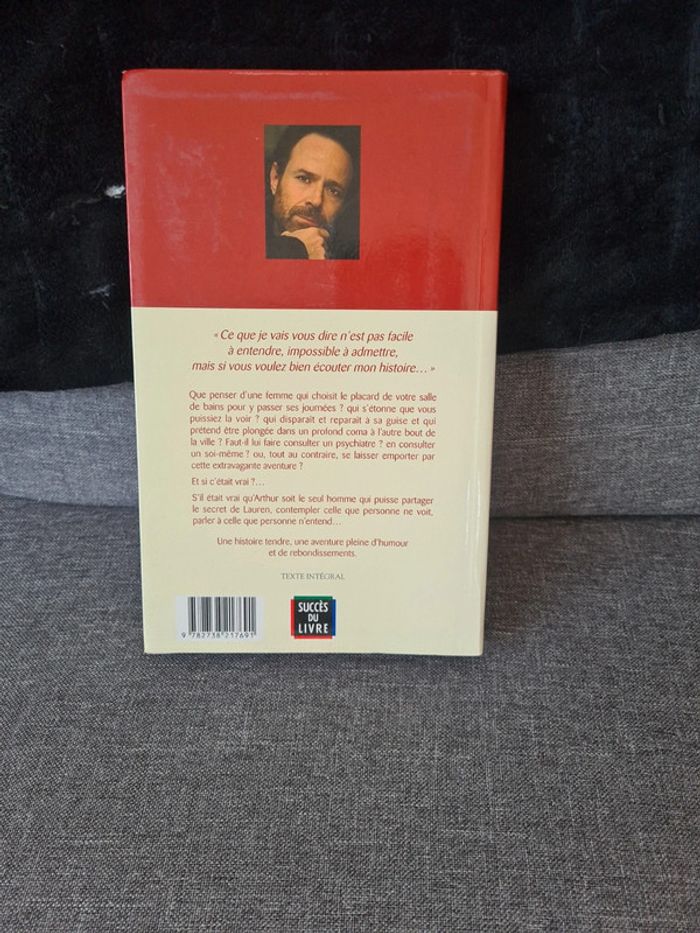 « Ce que je vais vous dire n'est pas facile
à entendre, impossible à admettre,
mais si vous voulez bien écouter mon histoire... »
Que penser d'une femme qui choisit le placard de votre salle
de bains pour y passer ses journées ? qui s'étonne que vous
puissiez la voir ? qui disparaît et reparaît à sa guise et qui
prétend être plongée dans un profond coma à l'autre bout de
la ville ? Faut-il lui faire consulter un psychiatre ? en consulter
un soi-même ? ou, tout au contraire, se laisser emporter par
cette extravagante aventure ?
Et si c'était vrai ?...
S'il était vrai qu'Arthur soit le seul homme qui puisse partager
le secret de Lauren, contempler celle que personne ne voit,
parler à celle que personne n'entend...
Une histoire tendre, une aventure pleine d'humour
et de rebondissements.
TEXTE INTÉGRAL
SUCCÈS
DU
LIVRE
9 782738 217691